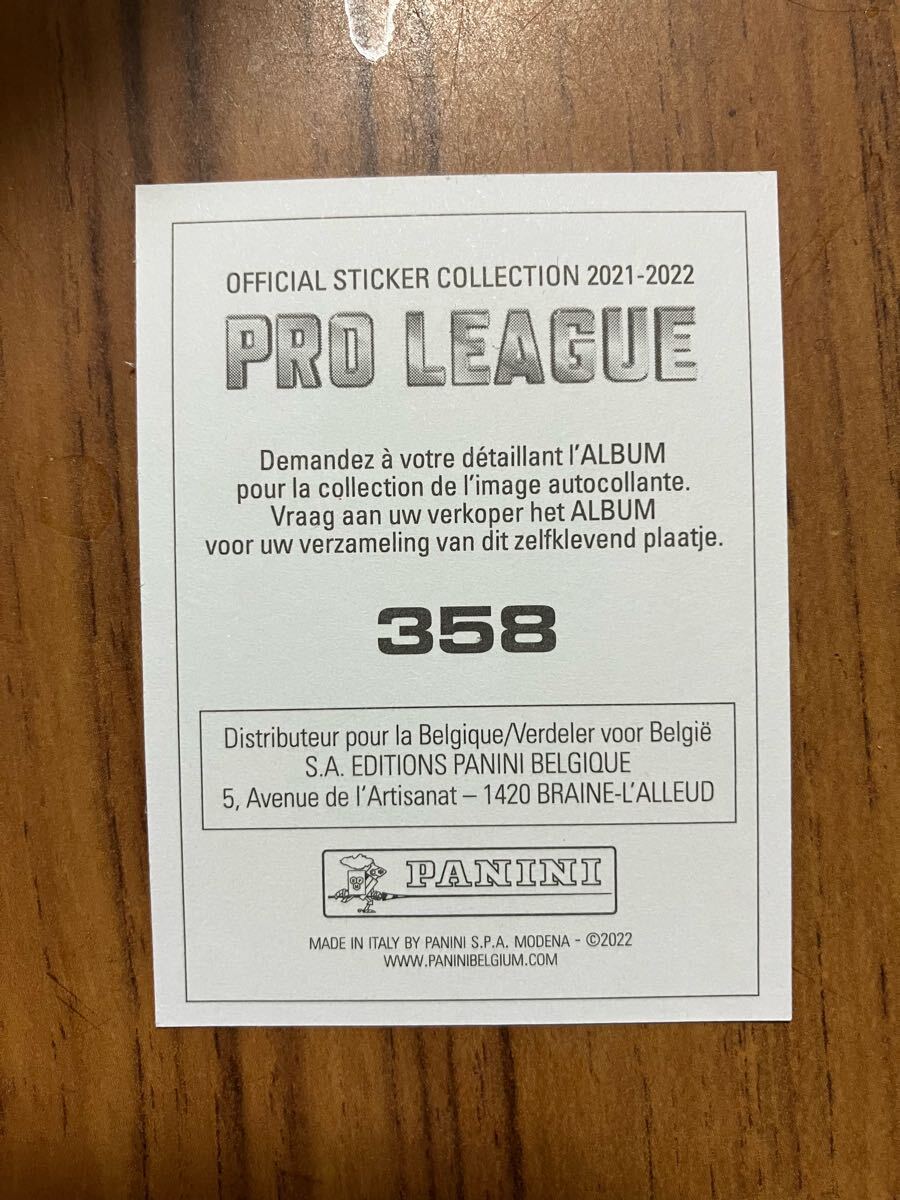 OFFICIAL STICKER COLLECTION 2021-2022
PRO LEAGUE
Demandez à votre détaillant l'ALBUM
pour la collection de l'image autocollante.
Vraag aan uw verkoper het ALBUM
voor uw verzameling van dit zelfklevend plaatje.
358
Distributeur pour la Belgique/Verdeler voor België
S.A. EDITIONS PANINI BELGIQUE
5, Avenue de l'Artisanat – 1420 BRAINE-L'ALLEUD
PANINI
MADE IN ITALY BY PANINI S.P.A. MODENA - ©2022
WWW.PANINIBELGIUM.COM